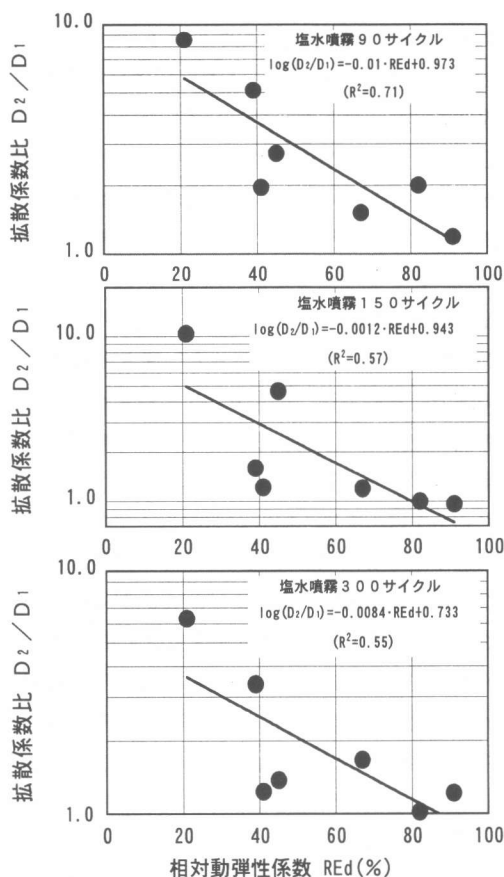 拡散係数比 D2/D1
10.0
1.0
塩水噴霧90サイクル
log(D2/D1)=-0.01・REd+0.973
(R2=0.71)
0 20 40 60 80 100
拡散係数比 D2/D1
10.0
1.0
塩水噴霧150サイクル
log(D2/D1)=-0.0012・REd+0.943
(R2=0.57)
0 20 40 60 80 100
拡散係数比 D2/D1
10.0
1.0
塩水噴霧300サイクル
log(D2/D1)=-0.0084・REd+0.733
(R2=0.55)
0 20 40 60 80 100
相対動弾性係数 REd(%)